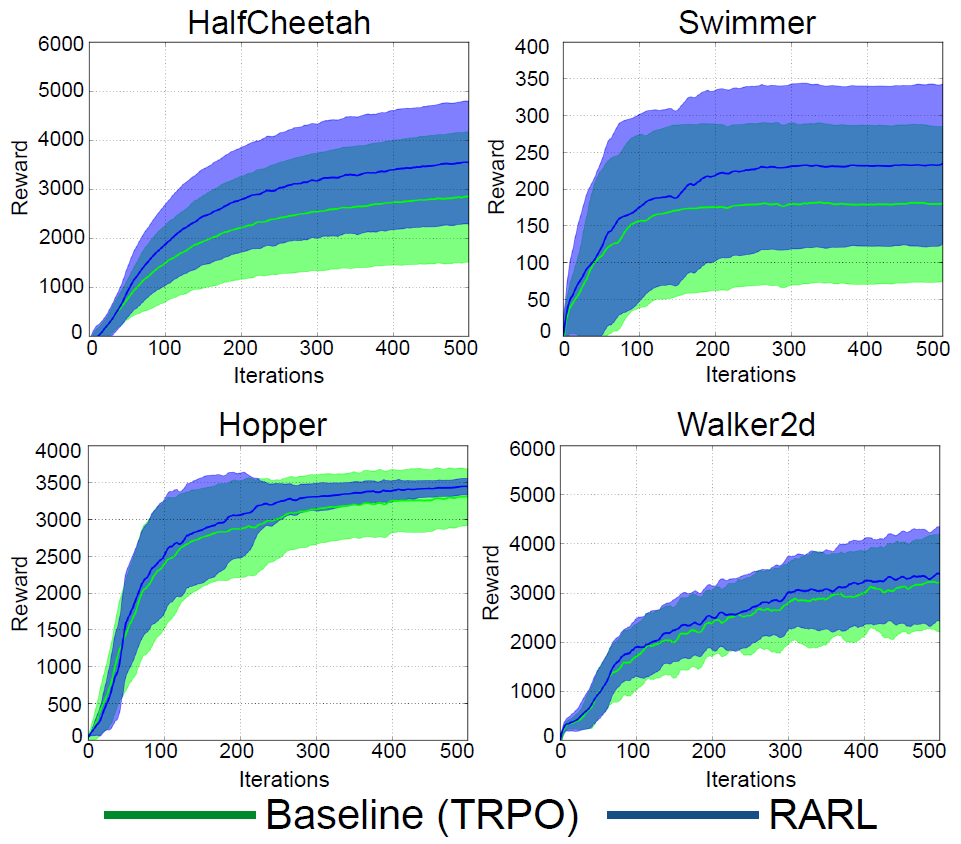 HalfCheetah
6000
5000
4000
3000
2000
1000
0
Reward
0 100 200 300 400 500
Iterations
Swimmer
400
350
300
250
200
150
100
50
0
Reward
0 100 200 300 400 500
Iterations
Hopper
4000
3500
3000
2500
2000
1500
1000
500
0
Reward
0 100 200 300 400 500
Iterations
Walker2d
6000
5000
4000
3000
2000
1000
0
Reward
0 100 200 300 400 500
Iterations
Baseline (TRPO) RARL